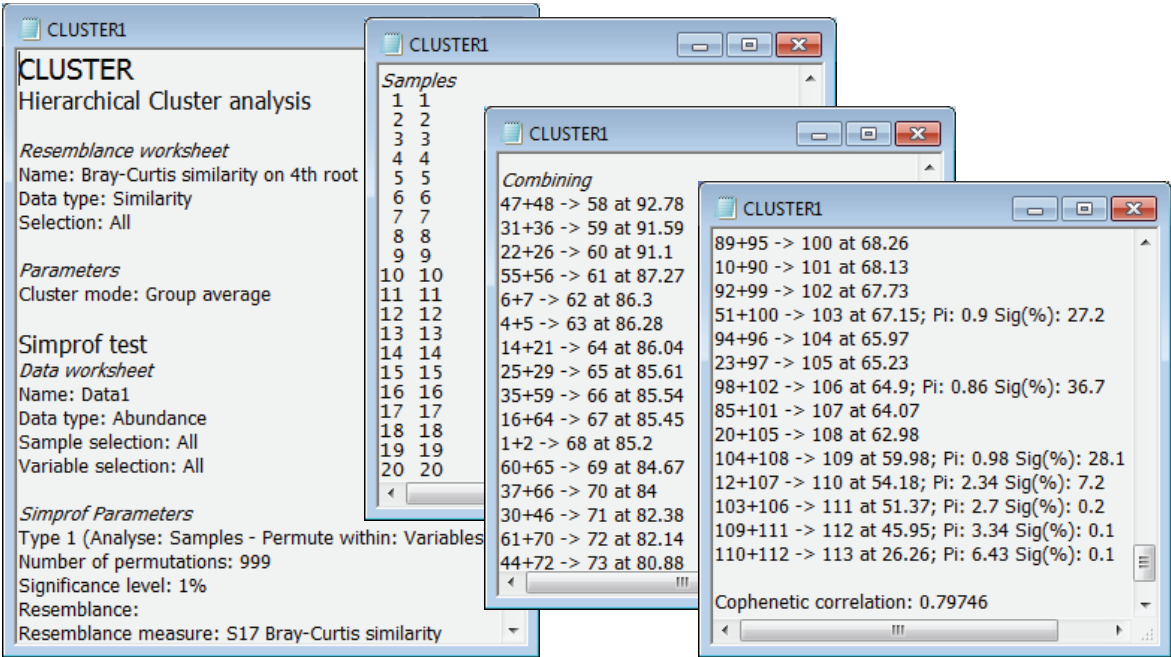 CLUSTER1
CLUSTER
Hierarchical Cluster analysis
Resemblance worksheet
Name: Bray-Curtis similarity on 4th root
Data type: Similarity
Selection: All
Parameters
Cluster mode: Group average
Simprof test
Data worksheet
Name: Data1
Data type: Abundance
Sample selection: All
Variable selection: All
Simprof Parameters
Type 1 (Analyse: Samples - Permute within: Variables
Number of permutations: 999
Significance level: 1%
Resemblance:
Resemblance measure: S17 Bray-Curtis similarity
CLUSTER1
Samples
1 1
2 2
3 3
4 4
5 5
6 6
7 7
8 8
9 9
10 10
11 11
12 12
13 13
14 14
15 15
16 16
17 17
18 18
19 19
20 20
CLUSTER1
Combining
47+48 -> 58 at 92.78
31+36 -> 59 at 91.59
22+26 -> 60 at 91.1
55+56 -> 61 at 87.27
6+7 -> 62 at 86.3
4+5 -> 63 at 86.28
14+21 -> 64 at 86.04
25+29 -> 65 at 85.61
35+59 -> 66 at 85.54
16+64 -> 67 at 85.45
1+2 -> 68 at 85.2
60+65 -> 69 at 84.67
37+66 -> 70 at 84
30+46 -> 71 at 82.38
61+70 -> 72 at 82.14
44+72 -> 73 at 80.88
CLUSTER1
89+95 -> 100 at 68.26
10+90 -> 101 at 68.13
92+99 -> 102 at 67.73
51+100 -> 103 at 67.15; Pi: 0.9 Sig(%): 27.2
94+96 -> 104 at 65.97
23+97 -> 105 at 65.23
98+102 -> 106 at 64.9; Pi: 0.86 Sig(%): 36.7
85+101 -> 107 at 64.07
20+105 -> 108 at 62.98
104+108 -> 109 at 59.98; Pi: 0.98 Sig(%): 28.1
12+107 -> 110 at 54.18; Pi: 2.34 Sig(%): 7.2
103+106 -> 111 at 51.37; Pi: 2.7 Sig(%): 0.2
109+111 -> 112 at 45.95; Pi: 3.34 Sig(%): 0.1
110+112 -> 113 at 26.26; Pi: 6.43 Sig(%): 0.1
Cophenetic correlation: 0.79746